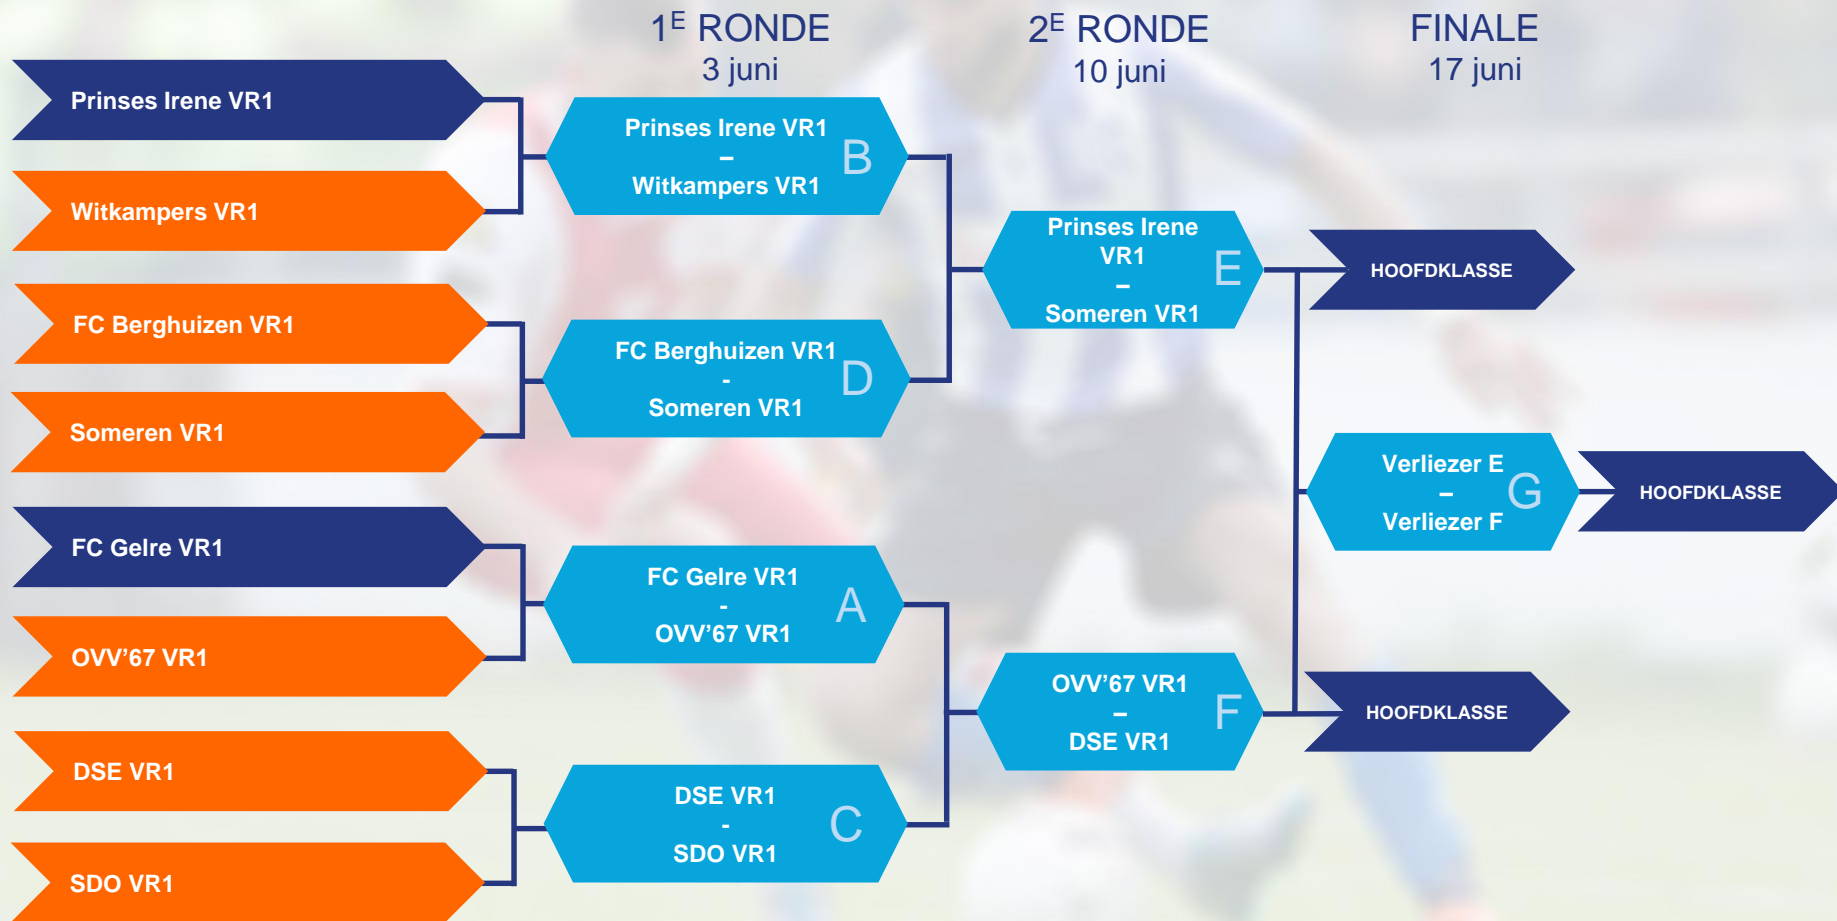 1E RONDE
3 juni
2E RONDE
10 juni
FINALE
17 juni
Prinses Irene VR1
Witkampers VR1
FC Berghuizen VR1
Someren VR1
FC Gelre VR1
OVV'67 VR1
DSE VR1
SDO VR1
Prinses Irene VR1
–
Witkampers VR1
B
FC Berghuizen VR1
-
Someren VR1
D
FC Gelre VR1
-
OVV'67 VR1
A
DSE VR1
-
SDO VR1
C
Prinses Irene
VR1
–
Someren VR1
E
OVV'67 VR1
–
DSE VR1
F
HOOFDKLASSE
Verliezer E
–
Verliezer F
G
HOOFDKLASSE
HOOFDKLASSE